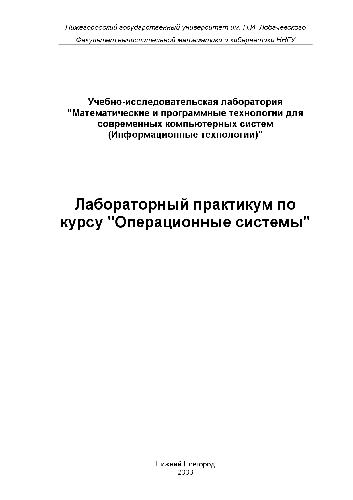 Нижегородский государственный университет им. Н.И. Лобачевского
Факультет вычислительной математики и кибернетики ННГУ
Учебно-исследовательская лаборатория
"Математические и программные технологии для
современных компьютерных систем
(Информационные технологии)"
Лабораторный практикум по
курсу "Операционные системы"
Нижний Новгород